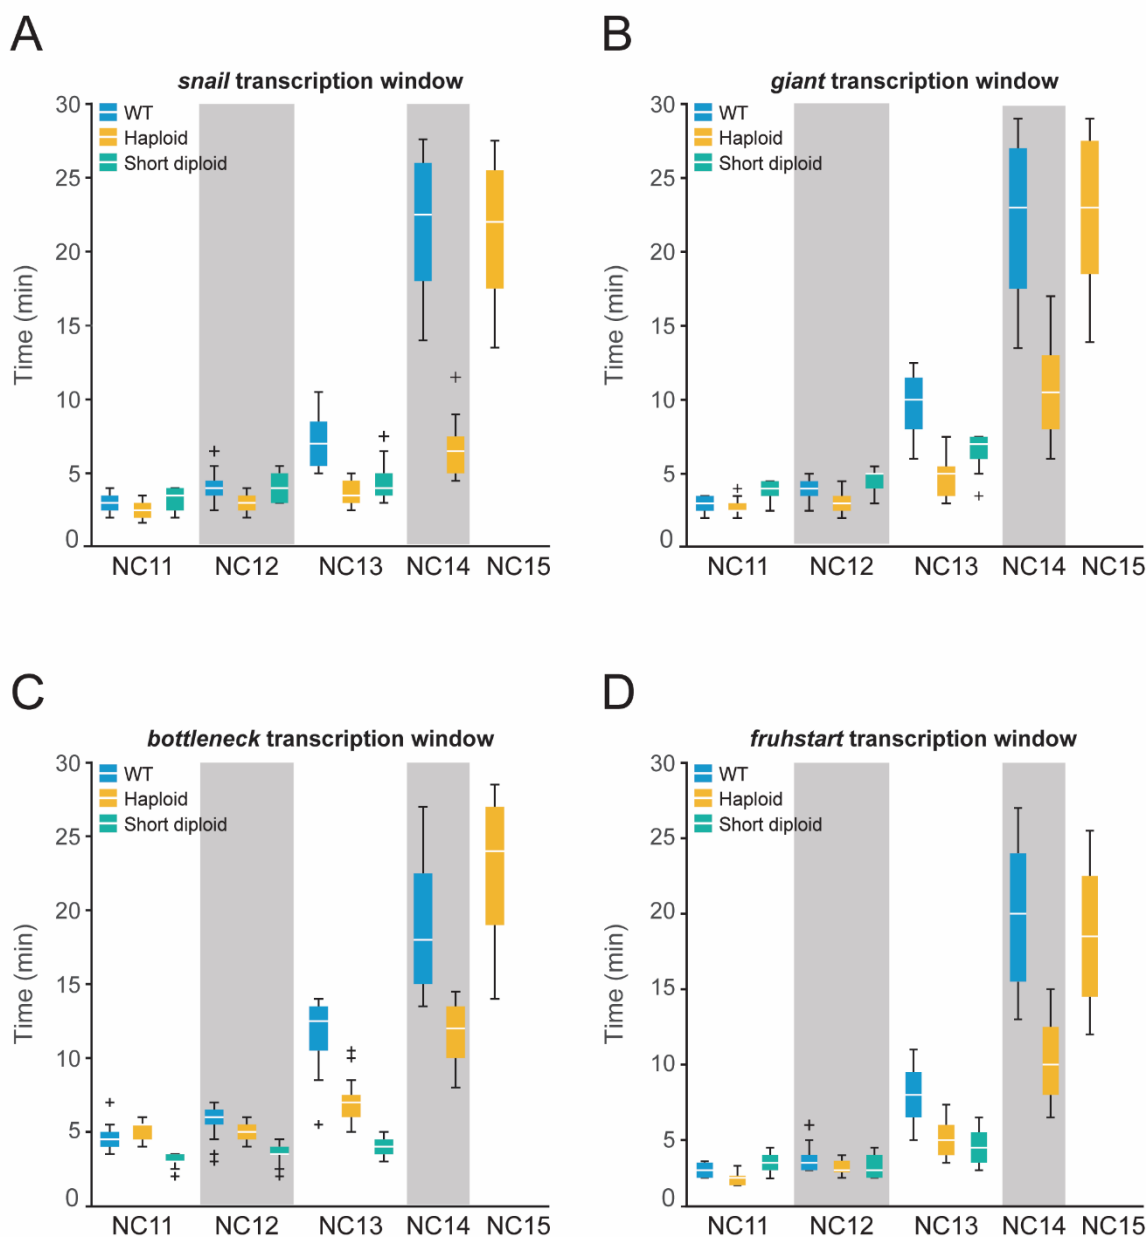 A
snail transcription window
30
25
20
15
10
5
0
Time (min)
WT
Haploid
Short diploid
NC11 NC12 NC13 NC14 NC15
B
giant transcription window
30
25
20
15
10
5
0
Time (min)
WT
Haploid
Short diploid
NC11 NC12 NC13 NC14 NC15
C
bottleneck transcription window
30
25
20
15
10
5
0
Time (min)
WT
Haploid
Short diploid
NC11 NC12 NC13 NC14 NC15
D
fruhstart transcription window
30
25
20
15
10
5
0
Time (min)
WT
Haploid
Short diploid
NC11 NC12 NC13 NC14 NC15